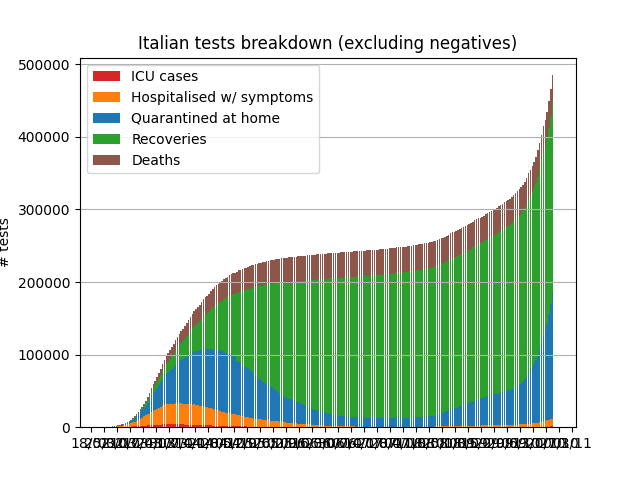 Italian tests breakdown (excluding negatives)
ICU cases
Hospitalised w/ symptoms
Quarantined at home
Recoveries
Deaths
# tests
500000
400000
300000
200000
100000
0